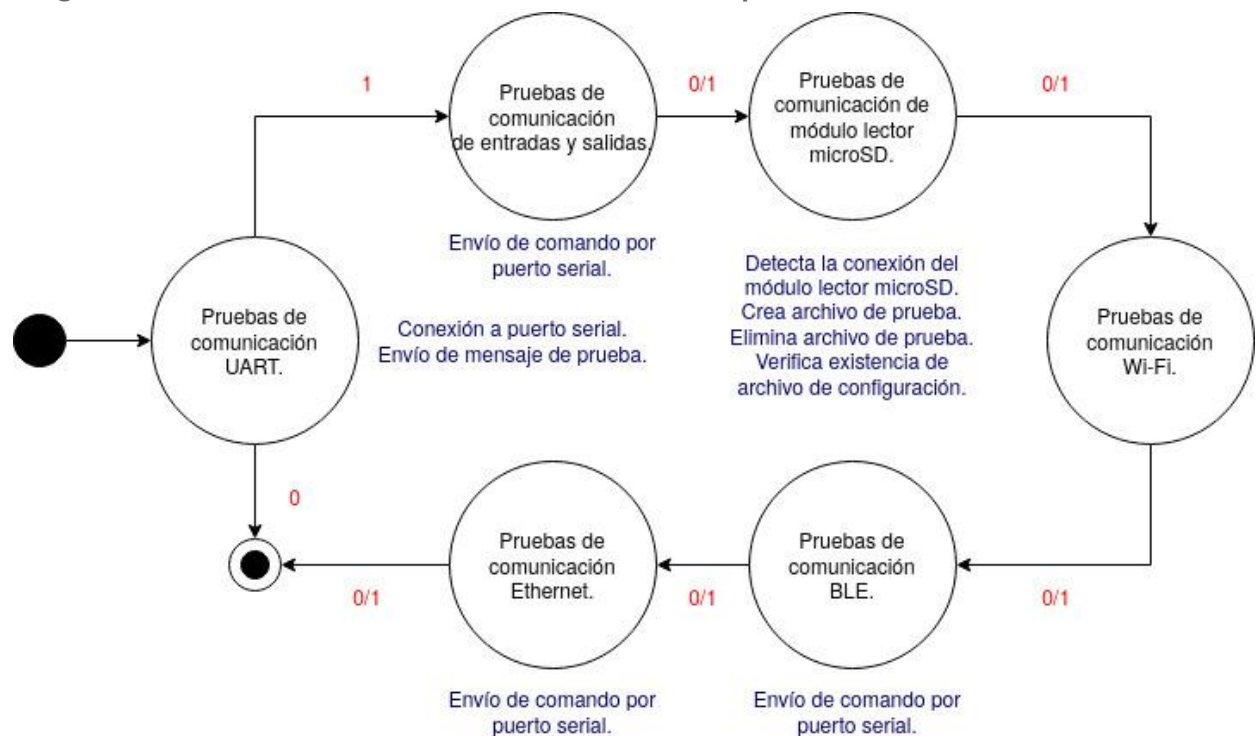 1
0/1
0/1
Pruebas de
comunicación
de entradas y salidas.
Pruebas de
comunicación de
módulo lector
microSD.
Envío de comando por
puerto serial.
Detecta la conexión del
módulo lector microSD.
Crea archivo de prueba.
Elimina archivo de prueba.
Verifica existencia de
archivo de configuración.
Pruebas de
comunicación
UART.
Conexión a puerto serial.
Envío de mensaje de prueba.
Pruebas de
comunicación
Wi-Fi.
0
Pruebas de
comunicación
Ethernet.
Pruebas de
comunicación
BLE.
0/1
0/1
0/1
Envío de comando por
puerto serial.
Envío de comando por
puerto serial.